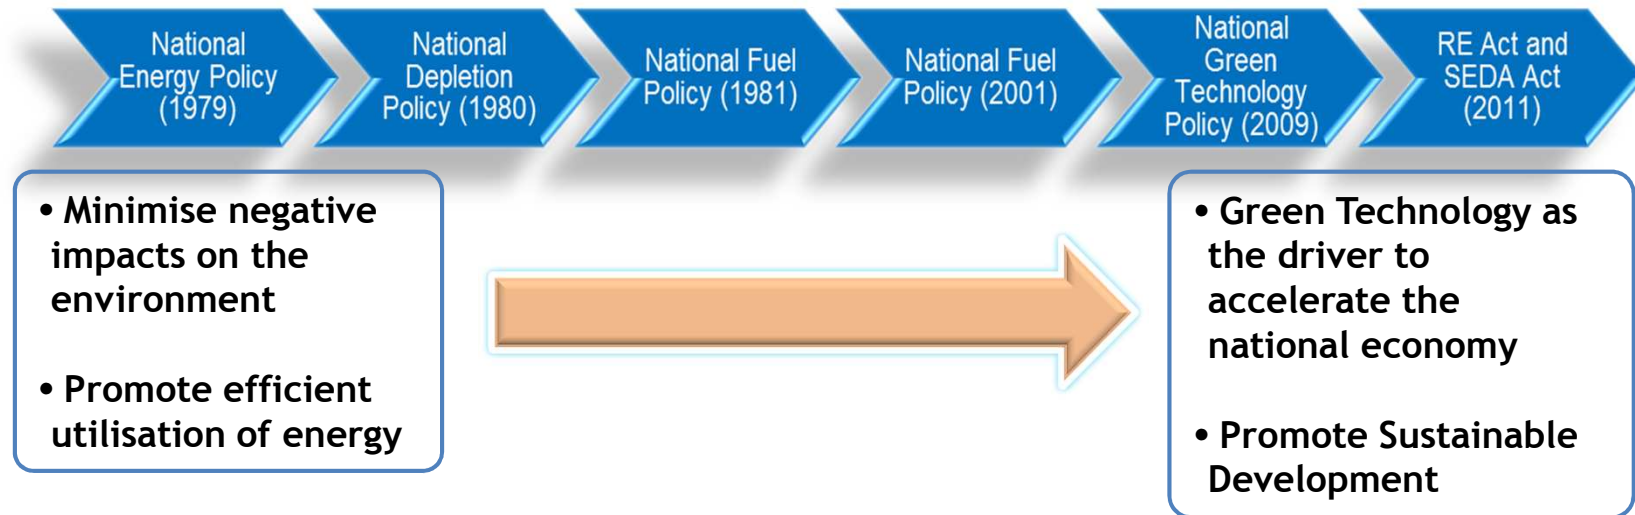 National
Energy Policy
(1979)
National
Depletion
Policy (1980)
National Fuel
Policy (1981)
National Fuel
Policy (2001)
National
Green
Technology
Policy (2009)
RE Act and
SEDA Act
(2011)
• Minimise negative
impacts on the
environment
• Promote efficient
utilisation of energy
• Green Technology as
the driver to
accelerate the
national economy
• Promote Sustainable
Development